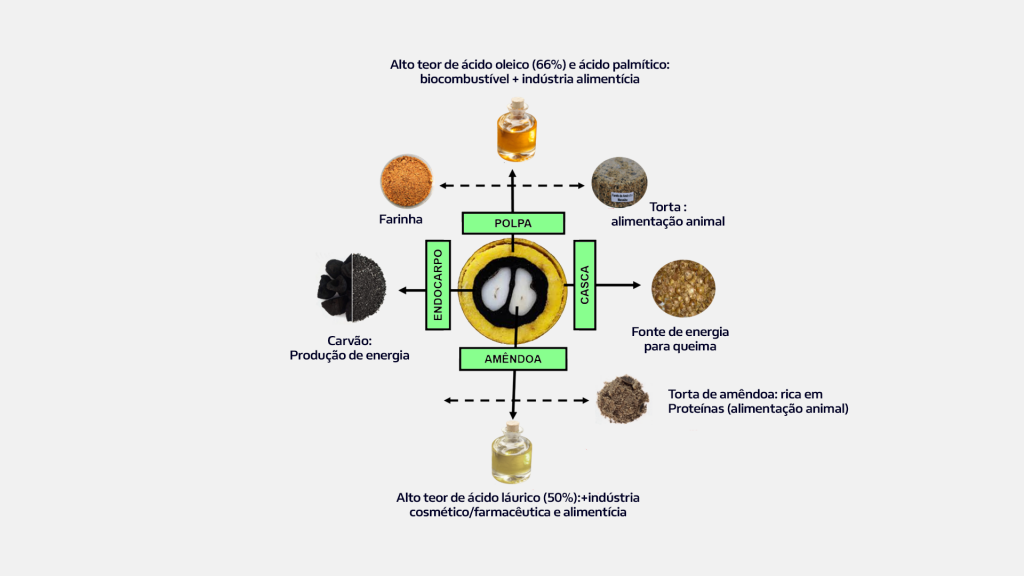 Alto teor de ácido oleico (66%) e ácido palmítico:
biocombustível + indústria alimentícia
Farinha
Torta :
alimentação animal
POLPA
ENDOCARPO
CASCA
Carvão:
Produção de energia
Fonte de energia
para queima
AMÊNDOA
Torta de amêndoa: rica em
Proteínas (alimentação animal)
Alto teor de ácido láurico (50%):+indústria
cosmético/farmacêutica e alimentícia